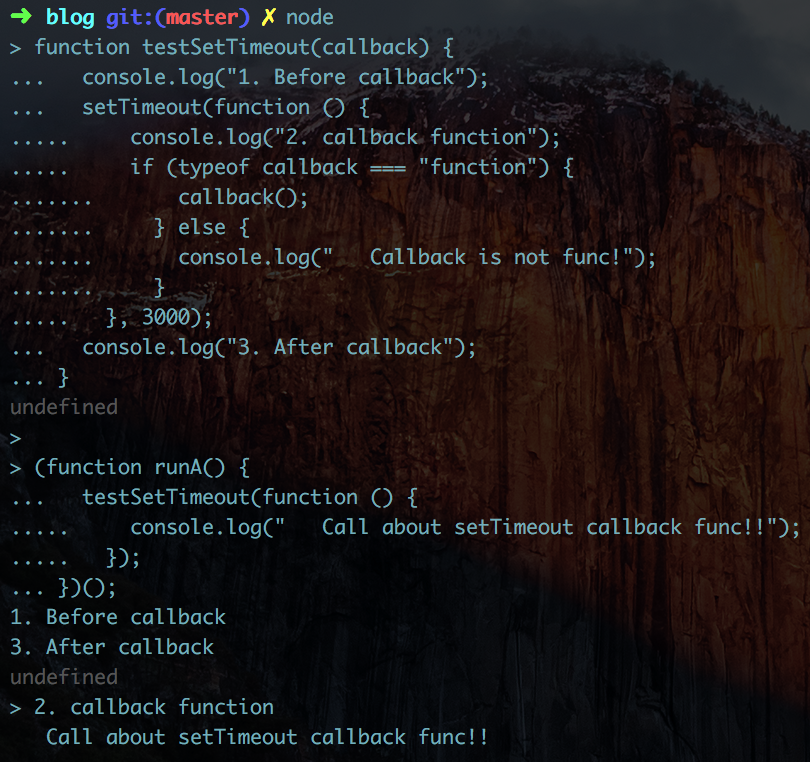 ➜ blog git:(master) ✗ node
> function testSetTimeout(callback) {
...   console.log("1. Before callback");
...   setTimeout(function () {
.....     console.log("2. callback function");
.....     if (typeof callback === "function") {
.......       callback();
.......     } else {
.......       console.log("   Callback is not func!");
.......     }
.....   }, 3000);
...   console.log("3. After callback");
... }
undefined
>
> (function runA() {
...   testSetTimeout(function () {
.....     console.log("   Call about setTimeout callback func!!");
.....   });
... })();
1. Before callback
3. After callback
undefined
> 2. callback function
   Call about setTimeout callback func!!